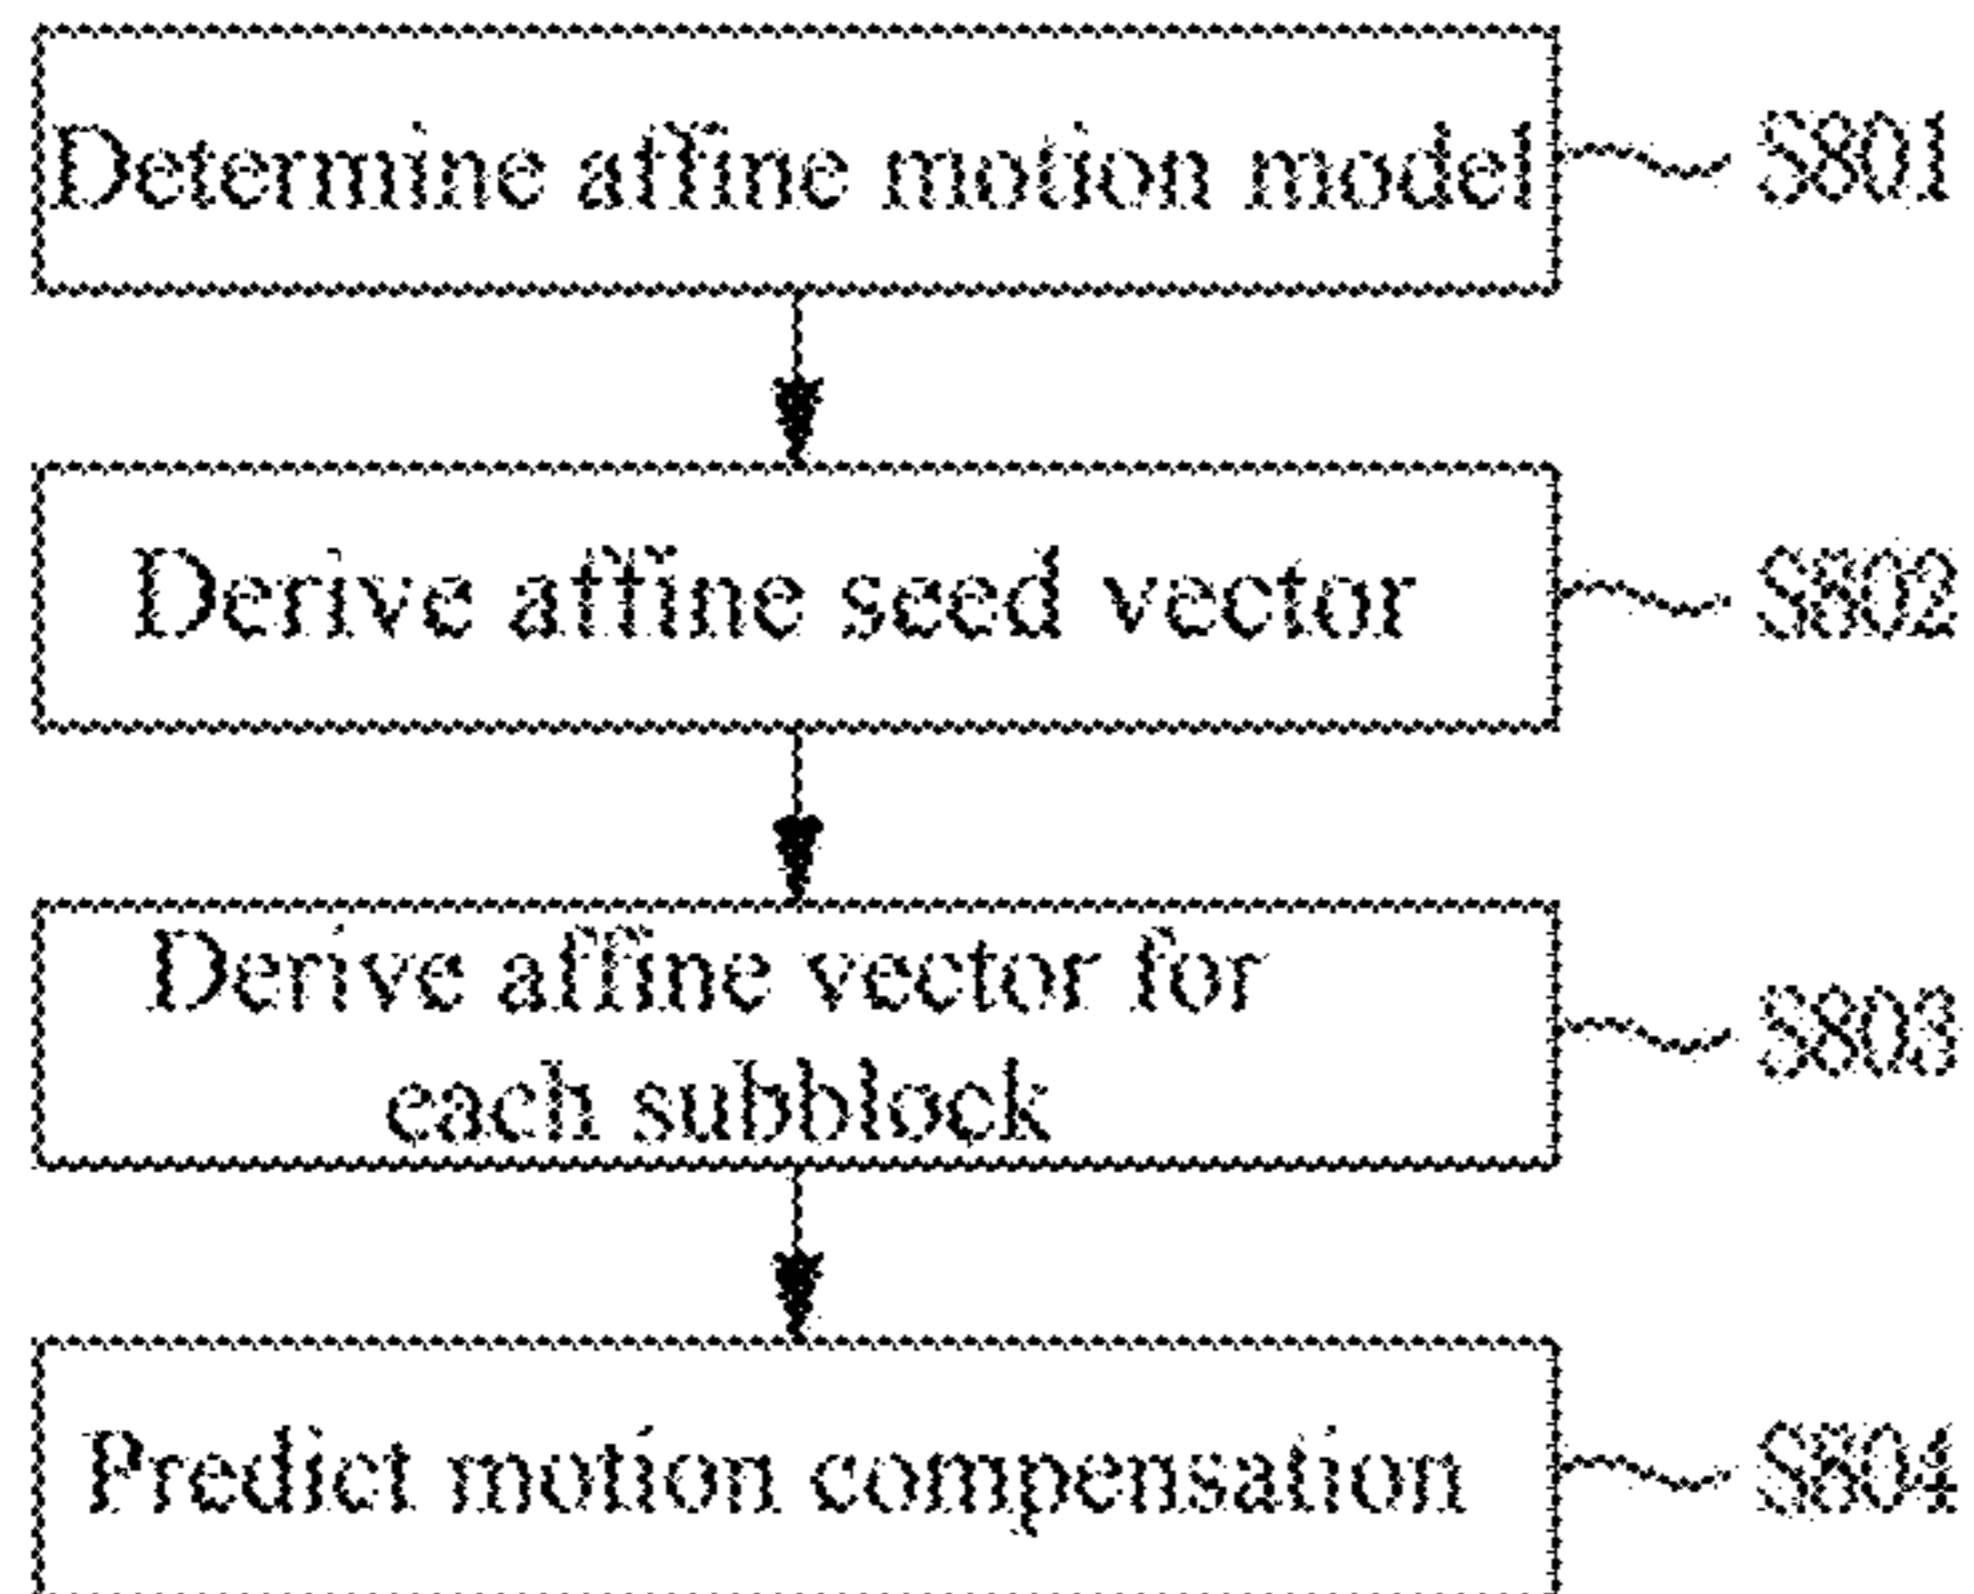 Determine affine motion model
S801
Derive affine seed vector
S802
Derive affine vector for
each subblock
S803
Predict motion compensation
S804